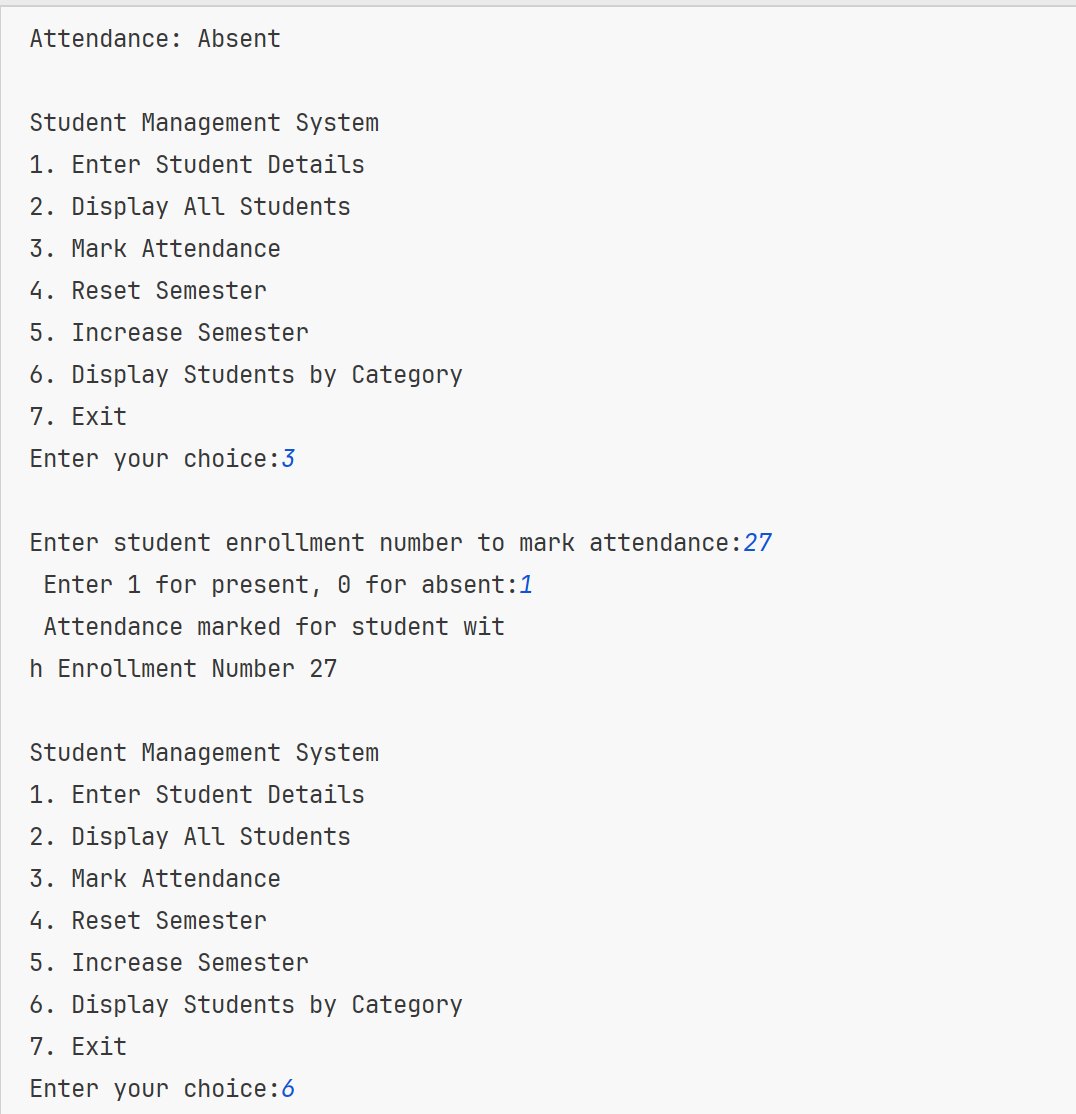 Attendance: Absent
Student Management System
1. Enter Student Details
2. Display All Students
3. Mark Attendance
4. Reset Semester
5. Increase Semester
6. Display Students by Category
7. Exit
Enter your choice:3
Enter student enrollment number to mark attendance:27
Enter 1 for present, 0 for absent:1
Attendance marked for student wit
h Enrollment Number 27
Student Management System
1. Enter Student Details
2. Display All Students
3. Mark Attendance
4. Reset Semester
5. Increase Semester
6. Display Students by Category
7. Exit
Enter your choice:6